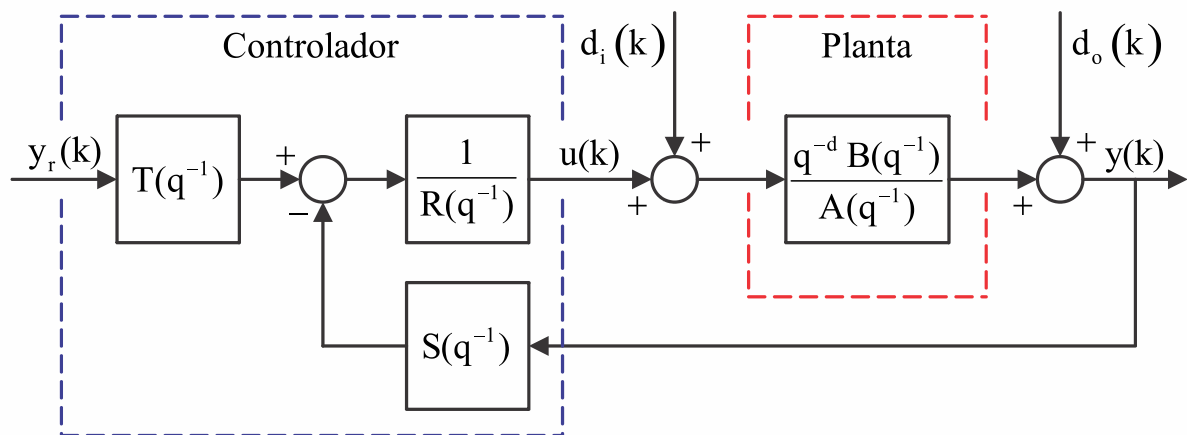 Controlador
d_i(k)
Planta
d_o(k)
y_r(k)
T(q⁻¹)
+
−
1
R(q⁻¹)
u(k)
+
+
q⁻ᵈ B(q⁻¹)
A(q⁻¹)
+
+
y(k)
S(q⁻¹)